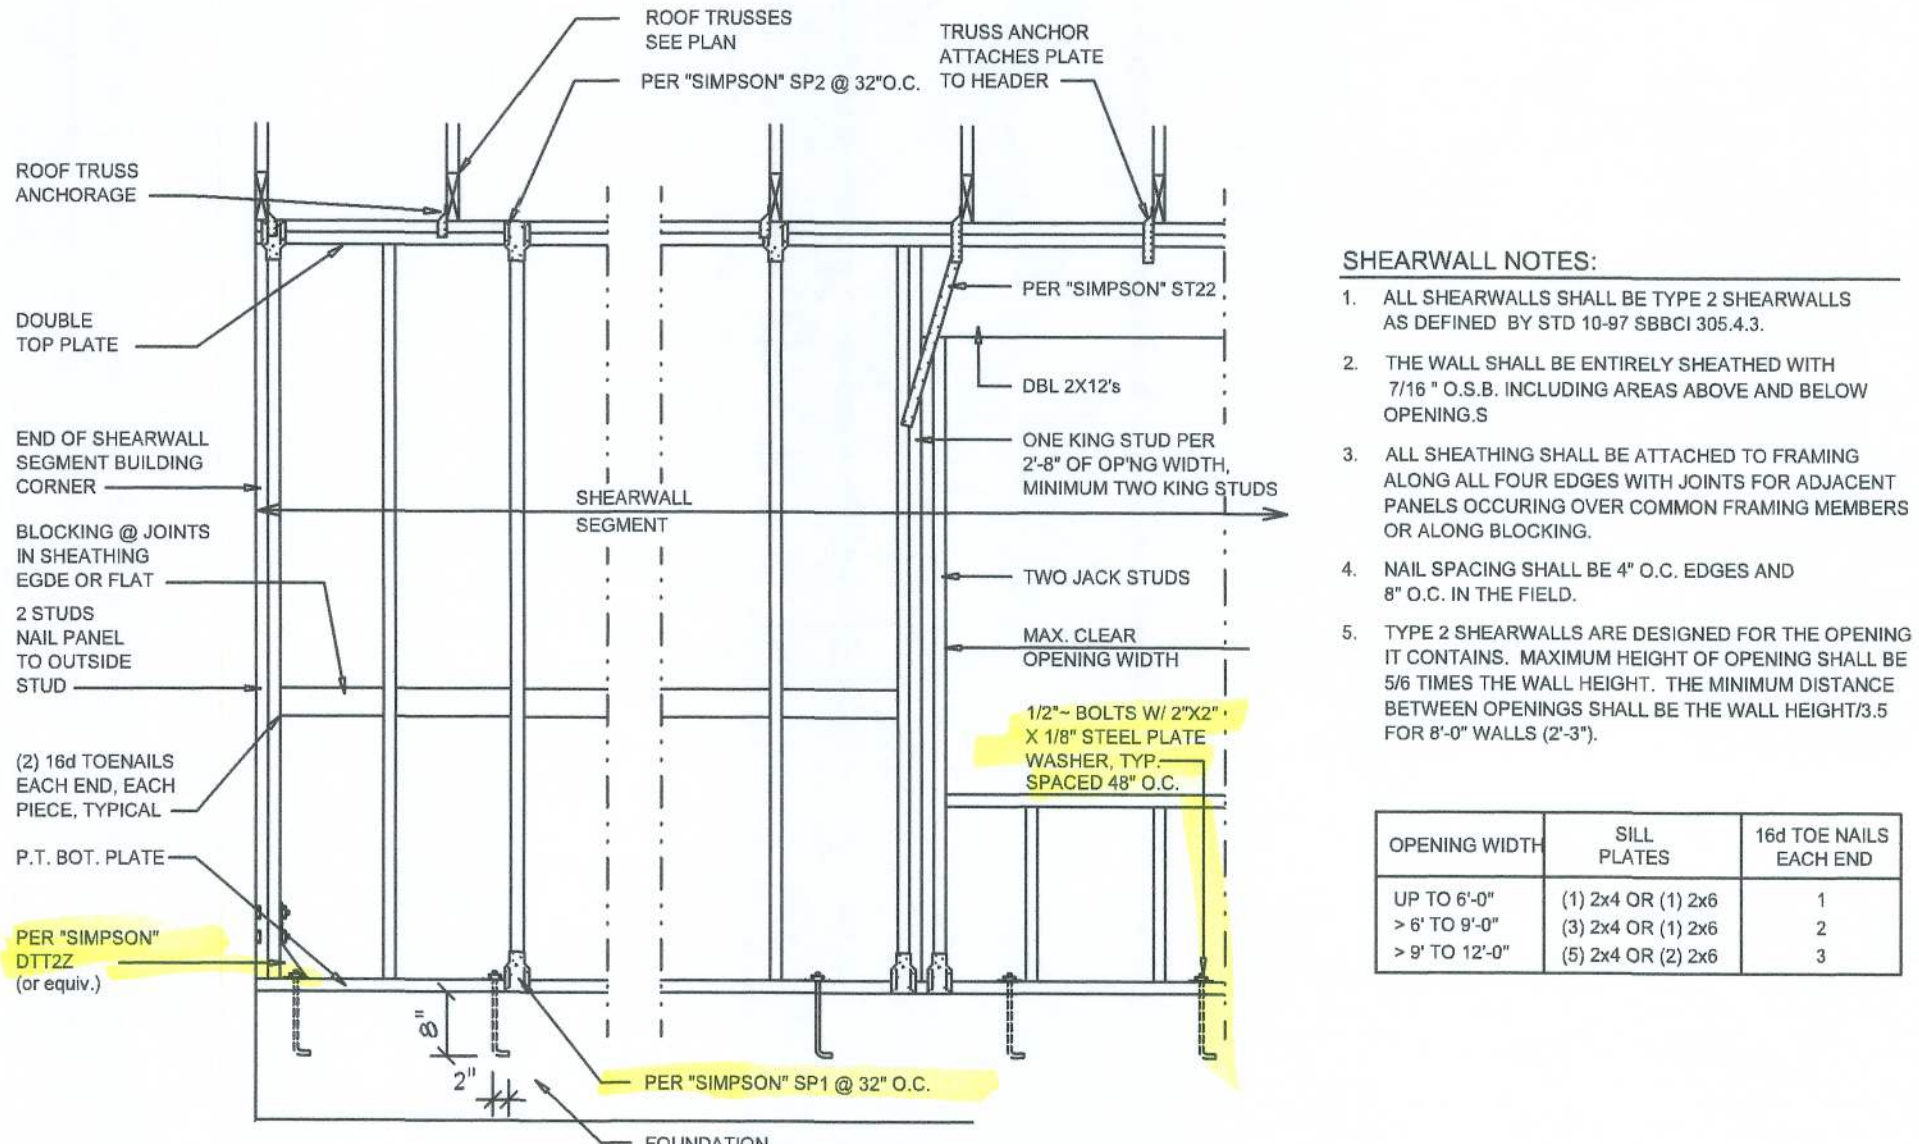 ROOF TRUSSES
SEE PLAN
PER "SIMPSON" SP2 @ 32"O.C.
TRUSS ANCHOR
ATTACHES PLATE
TO HEADER
ROOF TRUSS
ANCHORAGE
DOUBLE
TOP PLATE
END OF SHEARWALL
SEGMENT BUILDING
CORNER
BLOCKING @ JOINTS
IN SHEATHING
EGDE OR FLAT
2 STUDS
NAIL PANEL
TO OUTSIDE
STUD
(2) 16d TOENAILS
EACH END, EACH
PIECE, TYPICAL
P.T. BOT. PLATE
PER "SIMPSON"
DTT2Z
(or equiv.)
SHEARWALL
SEGMENT
PER "SIMPSON" ST22
DBL 2X12's
ONE KING STUD PER
2'-8" OF OP'NG WIDTH,
MINIMUM TWO KING STUDS
TWO JACK STUDS
MAX. CLEAR
OPENING WIDTH
1/2"~ BOLTS W/ 2"X2"
X 1/8" STEEL PLATE
WASHER, TYP.
SPACED 48" O.C.
8"
2"
PER "SIMPSON" SP1 @ 32" O.C.
FOUNDATION
SHEARWALL NOTES:
1. ALL SHEARWALLS SHALL BE TYPE 2 SHEARWALLS
AS DEFINED BY STD 10-97 SBBCI 305.4.3.
2. THE WALL SHALL BE ENTIRELY SHEATHED WITH
7/16 " O.S.B. INCLUDING AREAS ABOVE AND BELOW
OPENING.S
3. ALL SHEATHING SHALL BE ATTACHED TO FRAMING
ALONG ALL FOUR EDGES WITH JOINTS FOR ADJACENT
PANELS OCCURING OVER COMMON FRAMING MEMBERS
OR ALONG BLOCKING.
4. NAIL SPACING SHALL BE 4" O.C. EDGES AND
8" O.C. IN THE FIELD.
5. TYPE 2 SHEARWALLS ARE DESIGNED FOR THE OPENING
IT CONTAINS. MAXIMUM HEIGHT OF OPENING SHALL BE
5/6 TIMES THE WALL HEIGHT. THE MINIMUM DISTANCE
BETWEEN OPENINGS SHALL BE THE WALL HEIGHT/3.5
FOR 8'-0" WALLS (2'-3").
OPENING WIDTH SILL PLATES 16d TOE NAILS EACH END
UP TO 6'-0" (1) 2x4 OR (1) 2x6 1
> 6' TO 9'-0" (3) 2x4 OR (1) 2x6 2
> 9' TO 12'-0" (5) 2x4 OR (2) 2x6 3